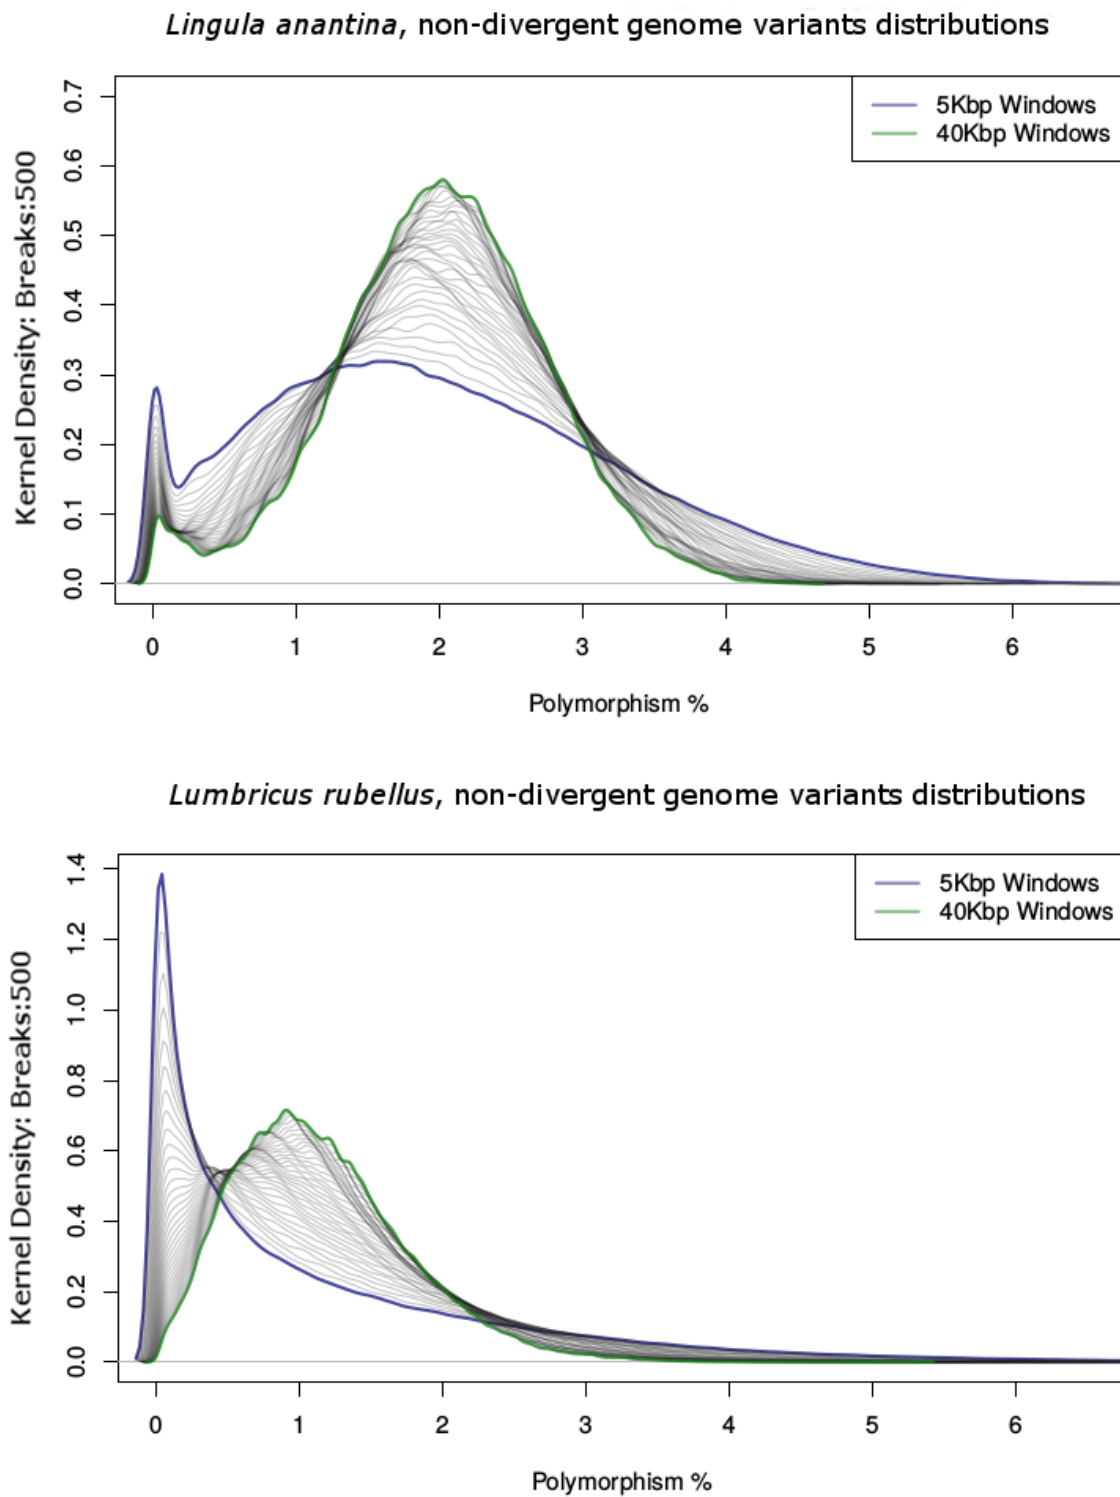 Lingula anantina, non-divergent genome variants distributions
Kernel Density: Breaks:500
0.7
0.6
0.5
0.4
0.3
0.2
0.1
0.0
5Kbp Windows
40Kbp Windows
0 1 2 3 4 5 6
Polymorphism %
Lumbricus rubellus, non-divergent genome variants distributions
Kernel Density: Breaks:500
1.4
1.2
1.0
0.8
0.6
0.4
0.2
0.0
5Kbp Windows
40Kbp Windows
0 1 2 3 4 5 6
Polymorphism %